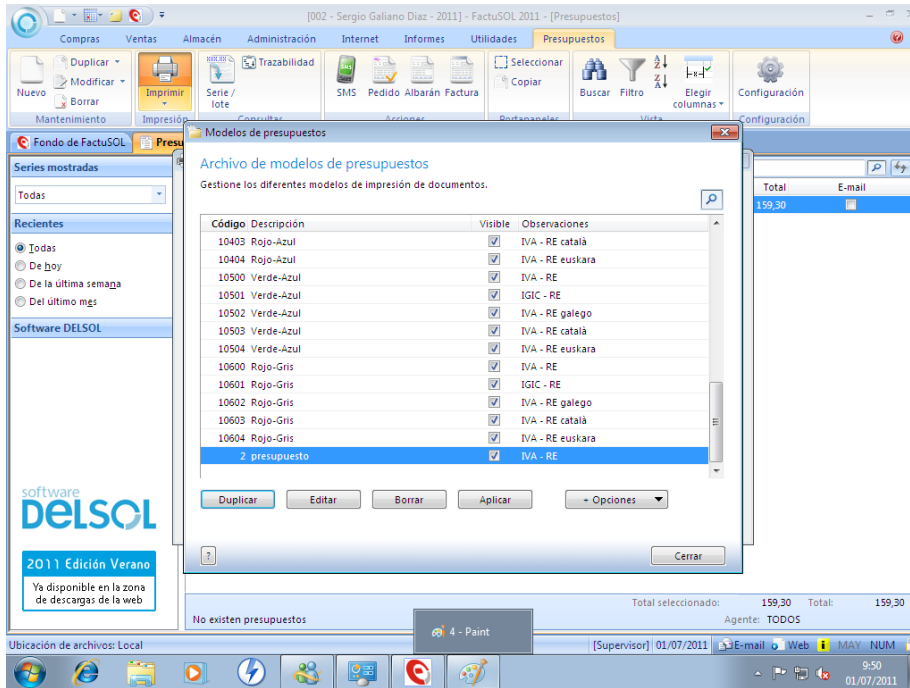 [002 - Sergio Galiano Diaz - 2011] - FactuSOL 2011 - [Presupuestos]
Compras Ventas Almacén Administración Internet Informes Utilidades Presupuestos
Nuevo
Duplicar
Modificar
Borrar
Imprimir
Serie / lote
Trazabilidad
SMS Pedido Albarán Factura
Seleccionar
Copiar
Buscar Filtro
Elegir columnas
Configuración
Mantenimiento Impresión Consultar Acciones Portapapeles Vista Configuración
Fondo de FactuSOL
Presu
Series mostradas
Todas
Recientes
Todas
De hoy
De la última semana
Del último mes
Software DELSOL
software
DELSOL
2011 Edición Verano
Ya disponible en la zona
de descargas de la web
Modelos de presupuestos
Archivo de modelos de presupuestos
Gestione los diferentes modelos de impresión de documentos.
Código Descripción Visible Observaciones
10403 Rojo-Azul IVA - RE català
10404 Rojo-Azul IVA - RE euskara
10500 Verde-Azul IVA - RE
10501 Verde-Azul IGIC - RE
10502 Verde-Azul IVA - RE galego
10503 Verde-Azul IVA - RE català
10504 Verde-Azul IVA - RE euskara
10600 Rojo-Gris IVA - RE
10601 Rojo-Gris IGIC - RE
10602 Rojo-Gris IVA - RE galego
10603 Rojo-Gris IVA - RE català
10604 Rojo-Gris IVA - RE euskara
2 presupuesto IVA - RE
Duplicar Editar Borrar Aplicar + Opciones
? Cerrar
Total E-mail
159,30
Total seleccionado: 159,30 Total: 159,30
No existen presupuestos
Agente: TODOS
4 - Paint
Ubicación de archivos: Local
[Supervisor] 01/07/2011 E-mail Web MAY NUM
9:50
01/07/2011